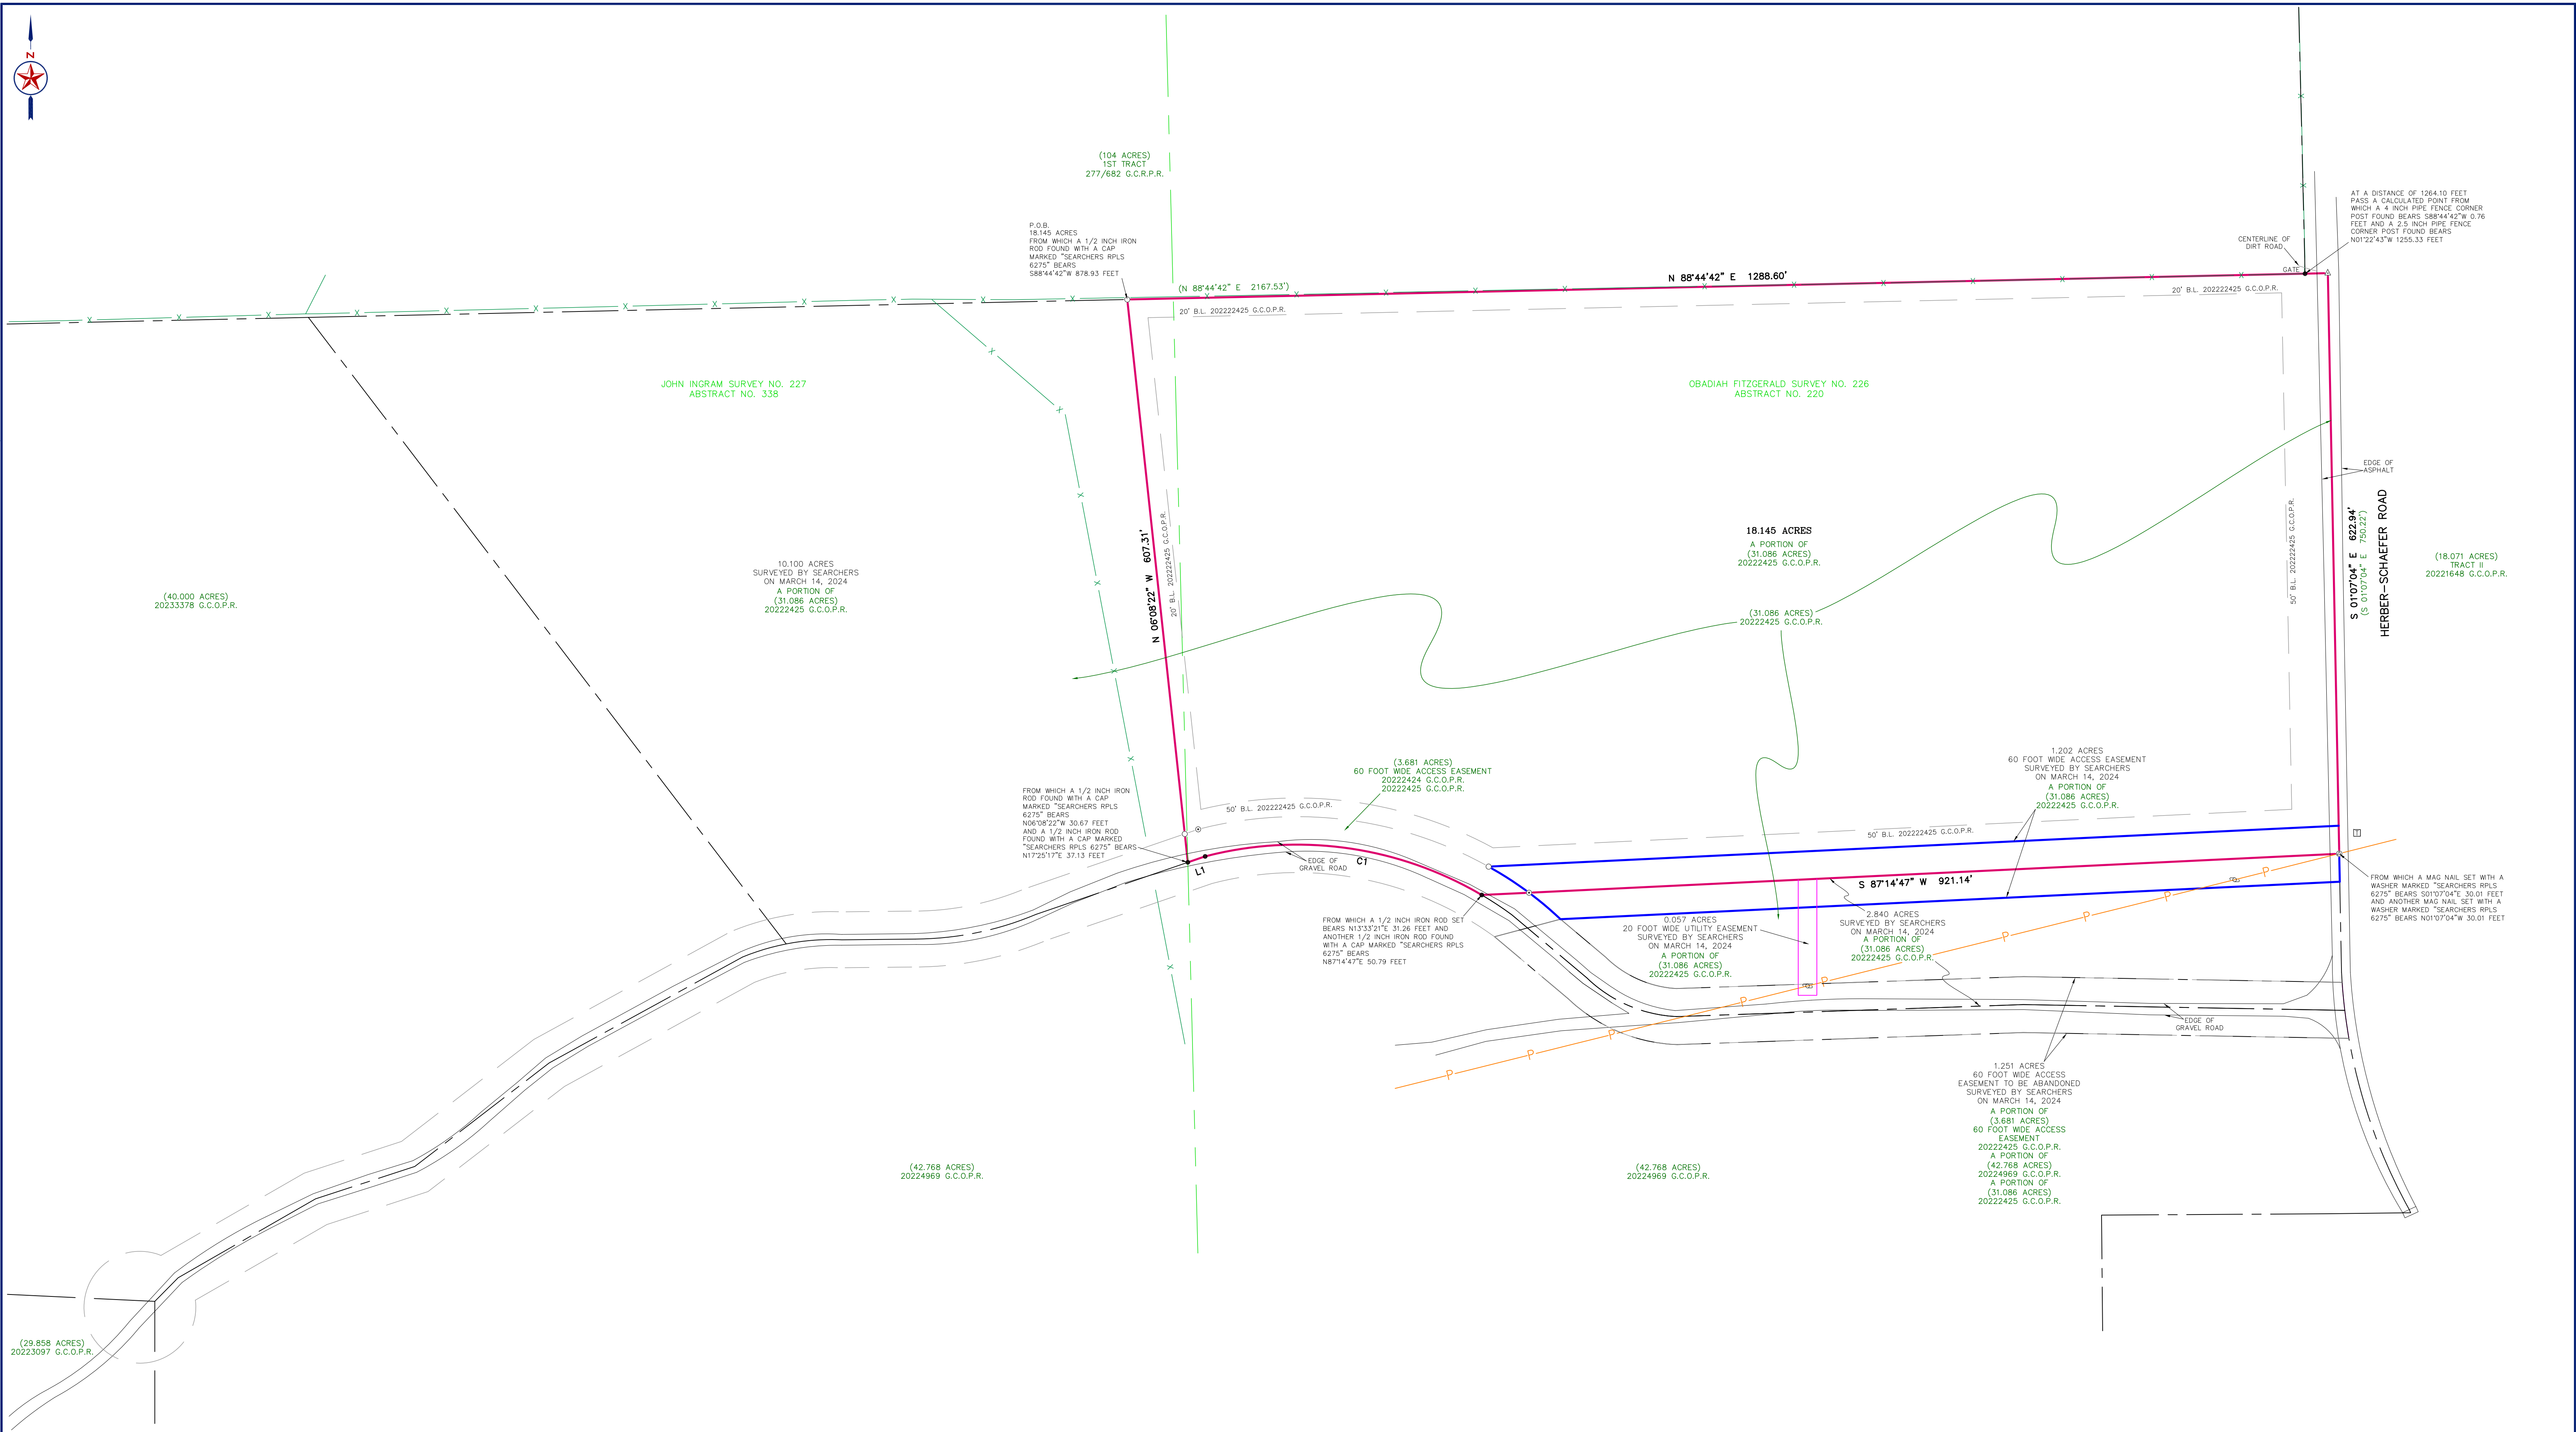 N
(104 ACRES)
1ST TRACT
277/682 G.C.R.P.R.
P.O.B.
18.145 ACRES
FROM WHICH A 1/2 INCH IRON
ROD FOUND WITH A CAP
MARKED "SEARCHERS RPLS
6275" BEARS
S88°44'42"W 878.93 FEET
AT A DISTANCE OF 1264.10 FEET
PASS A CALCULATED POINT FROM
WHICH A 4 INCH PIPE FENCE CORNER
POST FOUND BEARS S88°44'42"W 0.76
FEET AND A 2.5 INCH PIPE FENCE
CORNER POST FOUND BEARS
N01°22'43"W 1255.33 FEET
CENTERLINE OF
DIRT ROAD
GATE
(N 88°44'42" E 2167.53')
N 88°44'42" E 1288.60'
20' B.L. 202222425 G.C.O.P.R.
20' B.L. 202222425 G.C.O.P.R.
JOHN INGRAM SURVEY NO. 227
ABSTRACT NO. 338
OBADIAH FITZGERALD SURVEY NO. 226
ABSTRACT NO. 220
EDGE OF
ASPHALT
HERBER-SCHAEFER ROAD
S 01°07'04" E 622.94'
(S 01°07'04" E 750.22')
50' B.L. 202222425 G.C.O.P.R.
N 06°08'22" W 607.31'
20' B.L. 202222425 G.C.O.P.R.
18.145 ACRES
A PORTION OF
(31.086 ACRES)
20222425 G.C.O.P.R.
(18.071 ACRES)
TRACT II
20221648 G.C.O.P.R.
10.100 ACRES
SURVEYED BY SEARCHERS
ON MARCH 14, 2024
A PORTION OF
(31.086 ACRES)
20222425 G.C.O.P.R.
(40.000 ACRES)
20233378 G.C.O.P.R.
(31.086 ACRES)
20222425 G.C.O.P.R.
1.202 ACRES
60 FOOT WIDE ACCESS EASEMENT
SURVEYED BY SEARCHERS
ON MARCH 14, 2024
A PORTION OF
(31.086 ACRES)
20222425 G.C.O.P.R.
(3.681 ACRES)
60 FOOT WIDE ACCESS EASEMENT
20222424 G.C.O.P.R.
20222425 G.C.O.P.R.
FROM WHICH A 1/2 INCH IRON
ROD FOUND WITH A CAP
MARKED "SEARCHERS RPLS
6275" BEARS
N06°08'22"W 30.67 FEET
AND A 1/2 INCH IRON ROD
FOUND WITH A CAP MARKED
"SEARCHERS RPLS 6275" BEARS
N17°25'17"E 37.13 FEET
50' B.L. 202222425 G.C.O.P.R.
50' B.L. 202222425 G.C.O.P.R.
T
L1
EDGE OF
GRAVEL ROAD
C1
S 87°14'47" W 921.14'
FROM WHICH A MAG NAIL SET WITH A
WASHER MARKED "SEARCHERS RPLS
6275" BEARS S01°07'04"E 30.01 FEET
AND ANOTHER MAG NAIL SET WITH A
WASHER MARKED "SEARCHERS RPLS
6275" BEARS N01°07'04"W 30.01 FEET
FROM WHICH A 1/2 INCH IRON ROD SET
BEARS N13°33'21"E 31.26 FEET AND
ANOTHER 1/2 INCH IRON ROD FOUND
WITH A CAP MARKED "SEARCHERS RPLS
6275" BEARS
N87°14'47"E 50.79 FEET
0.057 ACRES
20 FOOT WIDE UTILITY EASEMENT
SURVEYED BY SEARCHERS
ON MARCH 14, 2024
A PORTION OF
(31.086 ACRES)
20222425 G.C.O.P.R.
2.840 ACRES
SURVEYED BY SEARCHERS
ON MARCH 14, 2024
A PORTION OF
(31.086 ACRES)
20222425 G.C.O.P.R.
EDGE OF
GRAVEL ROAD
1.251 ACRES
60 FOOT WIDE ACCESS
EASEMENT TO BE ABANDONED
SURVEYED BY SEARCHERS
ON MARCH 14, 2024
A PORTION OF
(3.681 ACRES)
60 FOOT WIDE ACCESS
EASEMENT
20222425 G.C.O.P.R.
A PORTION OF
(42.768 ACRES)
20224969 G.C.O.P.R.
A PORTION OF
(31.086 ACRES)
20222425 G.C.O.P.R.
(42.768 ACRES)
20224969 G.C.O.P.R.
(42.768 ACRES)
20224969 G.C.O.P.R.
(29.858 ACRES)
20223097 G.C.O.P.R.